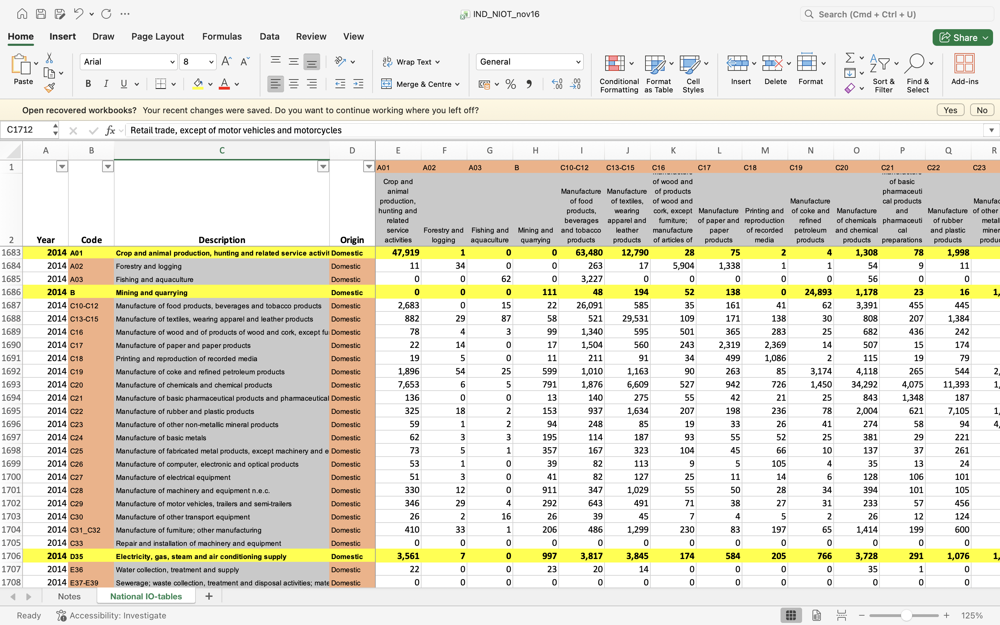 IND_NIOT_nov16
Search (Cmd + Ctrl + U)
Home Insert Draw Page Layout Formulas Data Review View Share
Paste
Arial 8
B I U
Wrap Text
Merge & Centre
General
Conditional Formatting
Format as Table
Cell Styles
Insert Delete Format
Sort & Filter
Find & Select
Add-ins
Open recovered workbooks? Your recent changes were saved. Do you want to continue working where you left off? Yes No
C1712 fx Retail trade, except of motor vehicles and motorcycles
A B C D E F G H I J K L M N O P Q R
1 A01 A02 A03 B C10-C12 C13-C15 C16 C17 C18 C19 C20 C21 C22 C23
2 Year Code Description Origin
Crop and animal production, hunting and related service activities
Forestry and logging
Fishing and aquaculture
Mining and quarrying
Manufacture of food products, beverages and tobacco products
Manufacture of textiles, wearing apparel and leather products
of wood and of products of wood and cork, except furniture; manufacture of articles of
Manufacture of paper and paper products
Printing and reproduction of recorded media
Manufacture of coke and refined petroleum products
Manufacture of chemicals and chemical products
of basic pharmaceuti cal products and pharmaceuti cal preparations
Manufacture of rubber and plastic products
Manufac of other metall miner produc
1683 2014 A01 Crop and animal production, hunting and related service activit Domestic 47,919 1 0 0 63,480 12,790 28 75 2 4 1,308 78 1,998
1684 2014 A02 Forestry and logging Domestic 11 34 0 0 263 17 5,904 1,338 1 1 54 9 11
1685 2014 A03 Fishing and aquaculture Domestic 0 0 62 0 3,227 0 0 0 0 0 56 0 0
1686 2014 B Mining and quarrying Domestic 0 0 0 111 48 194 52 138 0 24,893 1,178 23 16 1,
1687 2014 C10-C12 Manufacture of food products, beverages and tobacco products Domestic 2,683 0 15 22 26,091 585 35 161 41 62 3,391 455 445
1688 2014 C13-C15 Manufacture of textiles, wearing apparel and leather products Domestic 882 29 87 58 521 29,531 109 171 138 30 808 207 1,384
1689 2014 C16 Manufacture of wood and of products of wood and cork, except fu Domestic 78 4 3 99 1,340 595 501 365 283 25 682 436 242
1690 2014 C17 Manufacture of paper and paper products Domestic 22 14 0 17 1,504 560 243 2,319 2,369 14 507 15 174
1691 2014 C18 Printing and reproduction of recorded media Domestic 19 5 0 11 211 91 34 499 1,086 2 115 19 79
1692 2014 C19 Manufacture of coke and refined petroleum products Domestic 1,896 54 25 599 1,010 1,163 90 263 85 3,174 4,118 265 544 2,
1693 2014 C20 Manufacture of chemicals and chemical products Domestic 7,653 6 5 791 1,876 6,609 527 942 726 1,450 34,292 4,075 11,393 1,
1694 2014 C21 Manufacture of basic pharmaceutical products and pharmaceutical Domestic 136 0 0 13 140 275 55 42 21 25 843 1,348 187
1695 2014 C22 Manufacture of rubber and plastic products Domestic 325 18 2 153 937 1,634 207 198 236 78 2,004 621 7,105 1,
1696 2014 C23 Manufacture of other non-metallic mineral products Domestic 59 1 2 94 248 85 19 33 26 41 274 58 94 4,
1697 2014 C24 Manufacture of basic metals Domestic 62 3 3 195 114 187 93 55 52 25 381 29 221
1698 2014 C25 Manufacture of fabricated metal products, except machinery and e Domestic 73 5 1 357 167 323 104 45 66 10 137 37 261
1699 2014 C26 Manufacture of computer, electronic and optical products Domestic 53 1 0 39 82 113 9 5 105 4 35 13 24
1700 2014 C27 Manufacture of electrical equipment Domestic 51 3 0 41 82 127 25 11 14 6 128 106 101
1701 2014 C28 Manufacture of machinery and equipment n.e.c. Domestic 330 12 0 911 347 1,029 55 50 28 34 394 101 105
1702 2014 C29 Manufacture of motor vehicles, trailers and semi-trailers Domestic 346 29 4 292 643 491 71 38 27 31 233 57 456
1703 2014 C30 Manufacture of other transport equipment Domestic 26 2 16 26 39 45 7 4 5 2 26 12 124
1704 2014 C31_C32 Manufacture of furniture; other manufacturing Domestic 410 33 1 206 486 1,299 230 83 197 65 1,414 199 600
1705 2014 C33 Repair and installation of machinery and equipment Domestic 0 0 0 0 0 0 0 0 0 0 0 0 0
1706 2014 D35 Electricity, gas, steam and air conditioning supply Domestic 3,561 7 0 997 3,817 3,845 174 584 205 766 3,728 291 1,076 1,
1707 2014 E36 Water collection, treatment and supply Domestic 22 0 0 23 20 14 0 0 0 0 35 1 0
1708 2014 E37-E39 Sewerage; waste collection, treatment and disposal activities; mate Domestic 0 0 0 0 0 0 0 0 0 0 0 0 0
Notes National IO-tables +
Ready Accessibility: Investigate 125%